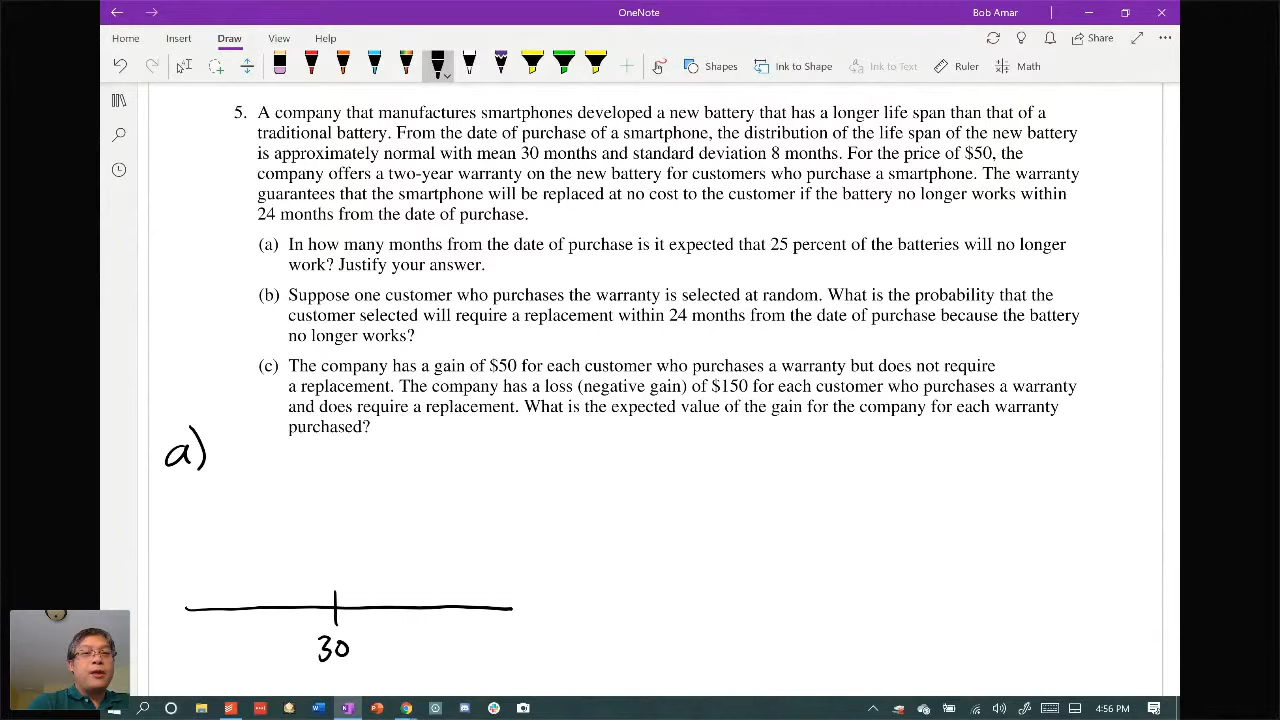 OneNote
Bob Amar
Home Insert Draw View Help
Share
Shapes Ink to Shape Ink to Text Ruler Math
5. A company that manufactures smartphones developed a new battery that has a longer life span than that of a
traditional battery. From the date of purchase of a smartphone, the distribution of the life span of the new battery
is approximately normal with mean 30 months and standard deviation 8 months. For the price of $50, the
company offers a two-year warranty on the new battery for customers who purchase a smartphone. The warranty
guarantees that the smartphone will be replaced at no cost to the customer if the battery no longer works within
24 months from the date of purchase.
(a) In how many months from the date of purchase is it expected that 25 percent of the batteries will no longer
work? Justify your answer.
(b) Suppose one customer who purchases the warranty is selected at random. What is the probability that the
customer selected will require a replacement within 24 months from the date of purchase because the battery
no longer works?
(c) The company has a gain of $50 for each customer who purchases a warranty but does not require
a replacement. The company has a loss (negative gain) of $150 for each customer who purchases a warranty
and does require a replacement. What is the expected value of the gain for the company for each warranty
purchased?
a)
30
4:56 PM